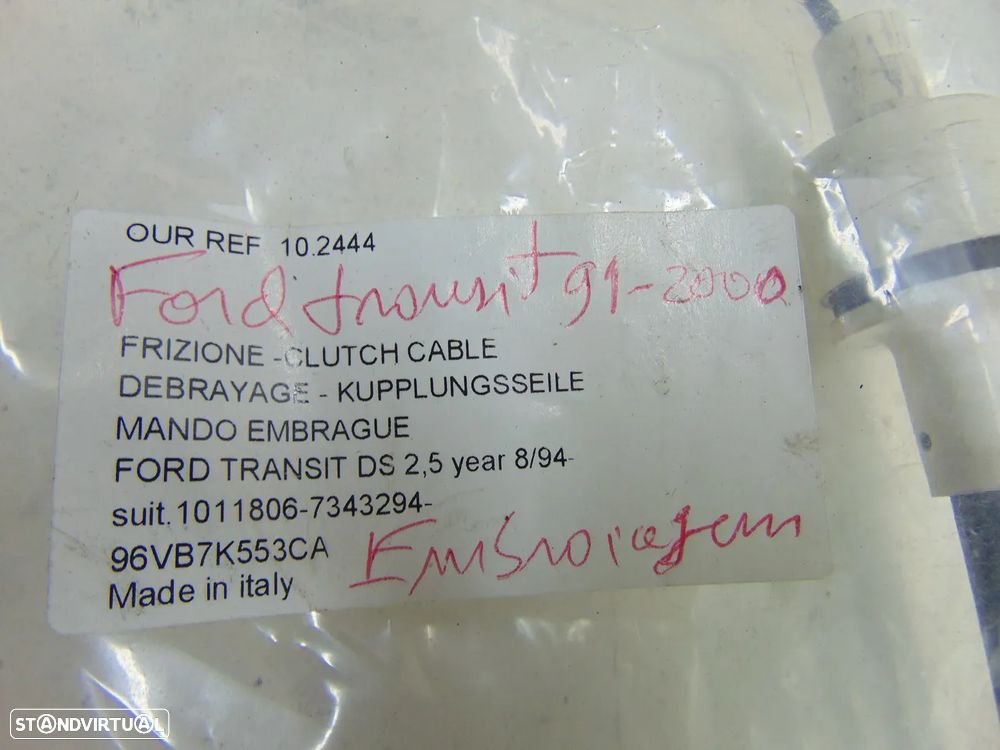 OUR REF 10.2444
Ford transit 91-2000
FRIZIONE -CLUTCH CABLE
DEBRAYAGE - KUPPLUNGSSEILE
MANDO EMBRAGUE
FORD TRANSIT DS 2,5 year 8/94-
suit.1011806-7343294-
96VB7K553CA
Embraiagem
Made in italy
STANDVIRTUAL